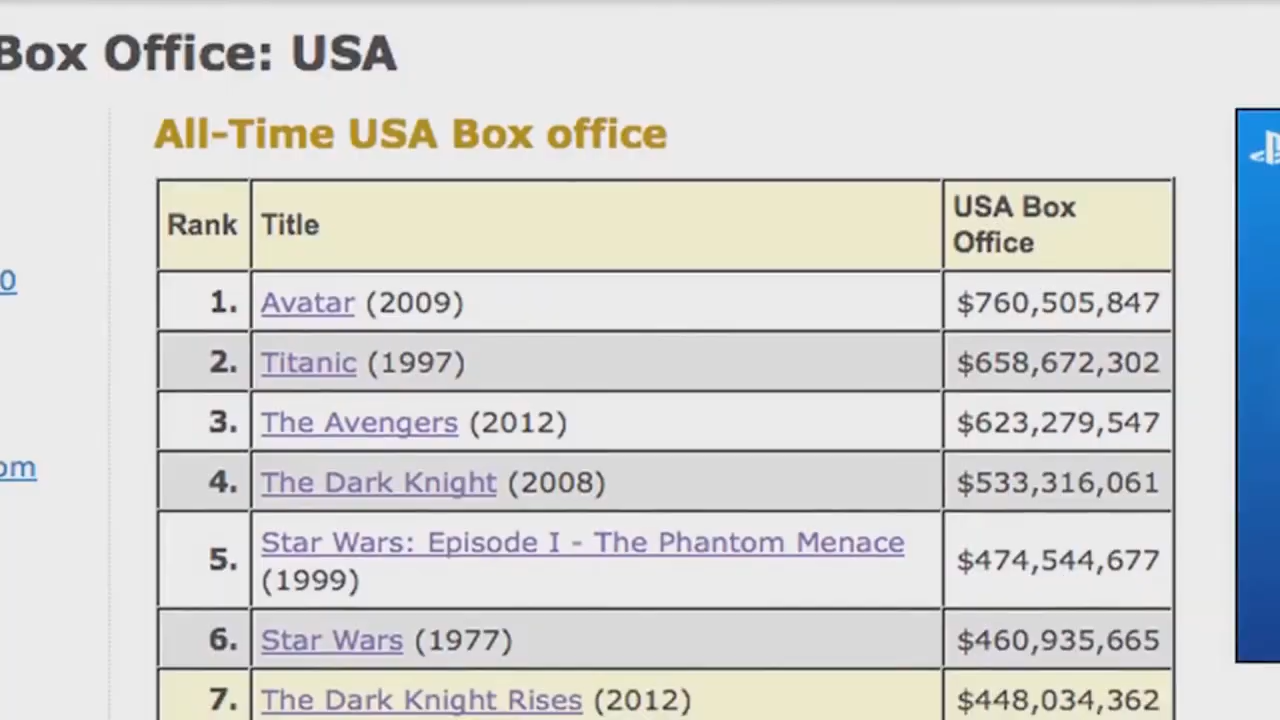 Box Office: USA
All-Time USA Box office
Rank Title USA Box Office
1. Avatar (2009) $760,505,847
2. Titanic (1997) $658,672,302
3. The Avengers (2012) $623,279,547
4. The Dark Knight (2008) $533,316,061
5. Star Wars: Episode I - The Phantom Menace (1999) $474,544,677
6. Star Wars (1977) $460,935,665
7. The Dark Knight Rises (2012) $448,034,362
0
om